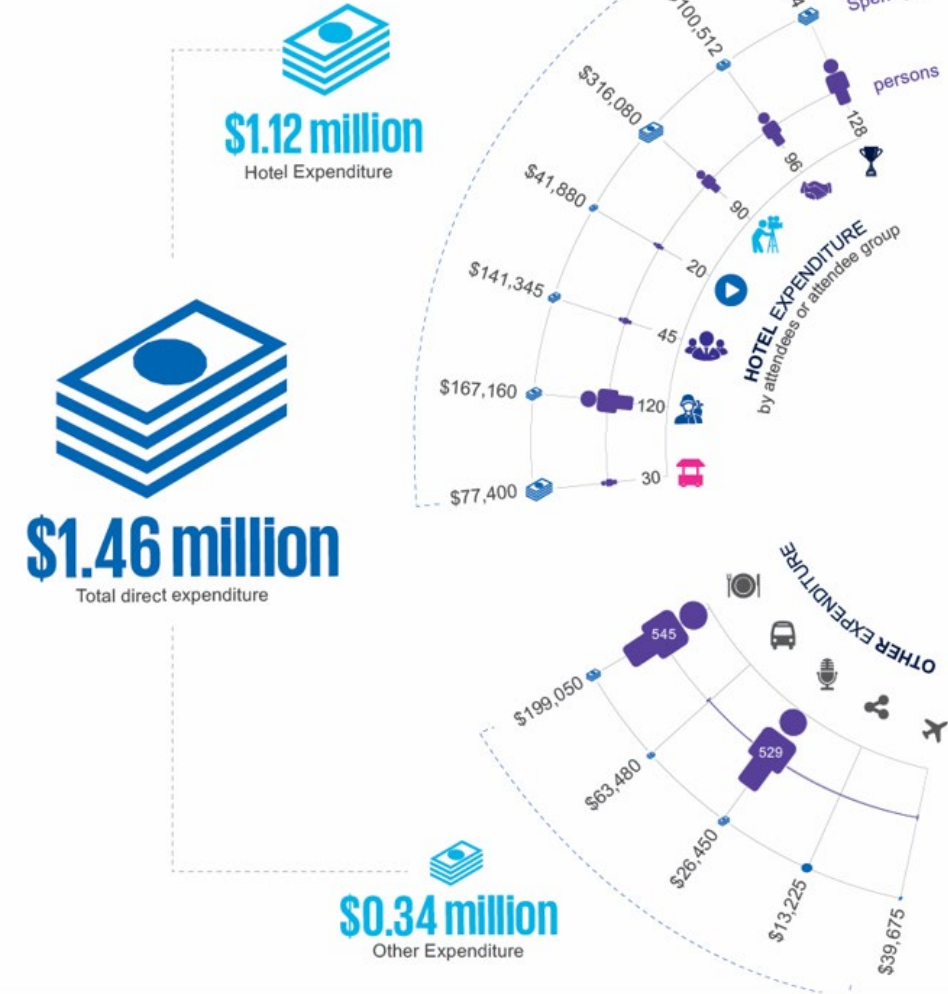 $1.12 million
Hotel Expenditure
$1.46 million
Total direct expenditure
$0.34 million
Other Expenditure
persons
$100,512
$316,080
$41,880
$141,345
$167,160
$77,400
128
96
90
20
45
120
30
HOTEL EXPENDITURE
by attendees or attendee group
OTHER EXPENDITURE
545
529
$199,050
$63,480
$26,450
$13,225
$39,675